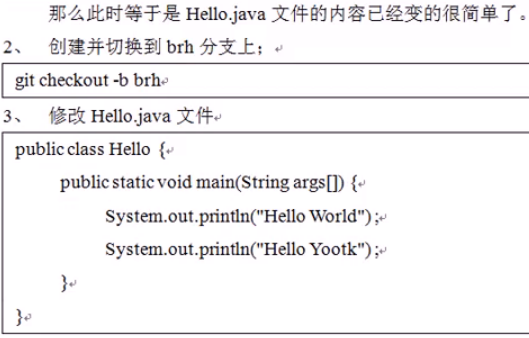 那么此时等于是 Hello.java 文件的内容已经变的很简单了。
2、 创建并切换到 brh 分支上；
git checkout -b brh
3、 修改 Hello.java 文件
public class Hello {
public static void main(String args[]) {
System.out.println("Hello World");
System.out.println("Hello Yootk");
}
}